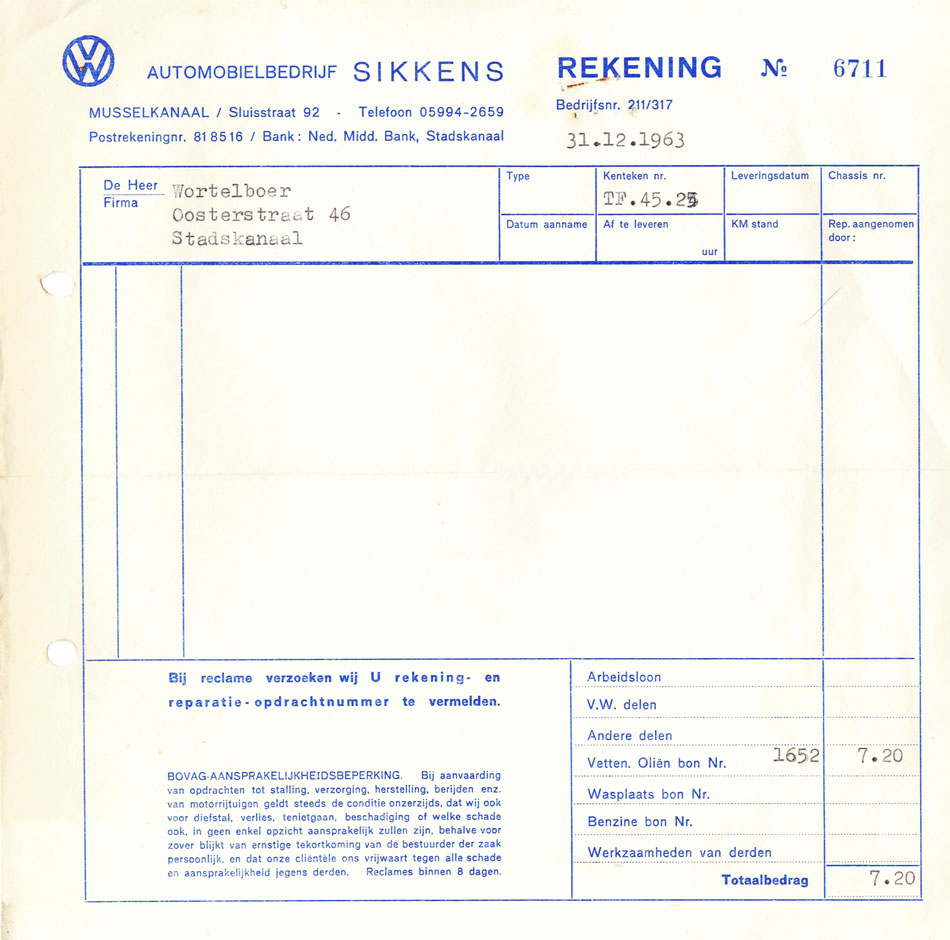 VW
AUTOMOBIELBEDRIJF SIKKENS
REKENING № 6711
MUSSELKANAAL / Sluisstraat 92 - Telefoon 05994-2659
Bedrijfsnr. 211/317
Postrekeningnr. 818516 / Bank: Ned. Midd. Bank, Stadskanaal
31.12.1963
De Heer
Firma
Wortelboer
Oosterstraat 46
Stadskanaal
Type
Kenteken nr.
Leveringsdatum
Chassis nr.
Datum aanname
Af te leveren
uur
KM stand
Rep. aangenomen
door:
Bij reclame verzoeken wij U rekening- en
reparatie-opdrachtnummer te vermelden.
BOVAG-AANSPRAKELIJKHEIDSBEPERKING. Bij aanvaarding
van opdrachten tot stalling, verzorging, herstelling, berijden enz.
van motorrijtuigen geldt steeds de conditie onzerzijds, dat wij ook
voor diefstal, verlies, tenietgaan, beschadiging of welke schade
ook, in geen enkel opzicht aansprakelijk zullen zijn, behalve voor
zover blijkt van ernstige tekortkoming van de bestuurder der zaak
persoonlijk, en dat onze cliëntèle ons vrijwaart tegen alle schade
en aansprakelijkheid jegens derden. Reclames binnen 8 dagen.
Arbeidsloon
V.W. delen
Andere delen
Vetten. Oliën bon Nr. 1652 7.20
Wasplaats bon Nr.
Benzine bon Nr.
Werkzaamheden van derden
Totaalbedrag 7.20